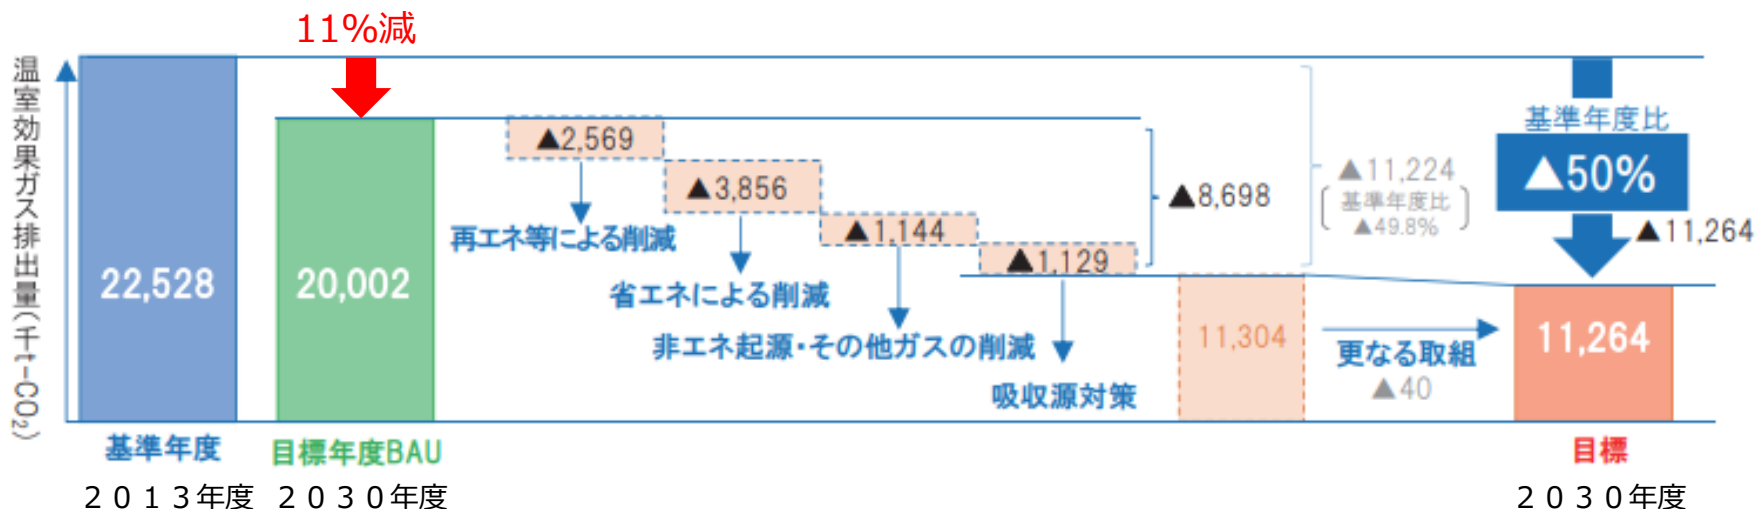 11%減
温室効果ガス排出量(千t-CO₂)
22,528
20,002
▲2,569
再エネ等による削減
▲3,856
省エネによる削減
▲1,144
非エネ起源・その他ガスの削減
▲1,129
吸収源対策
▲8,698
▲11,224
基準年度比
▲49.8%
11,304
更なる取組
▲40
基準年度比
△50%
▲11,264
11,264
基準年度
目標年度BAU
目標
２０１３年度
２０３０年度
２０３０年度